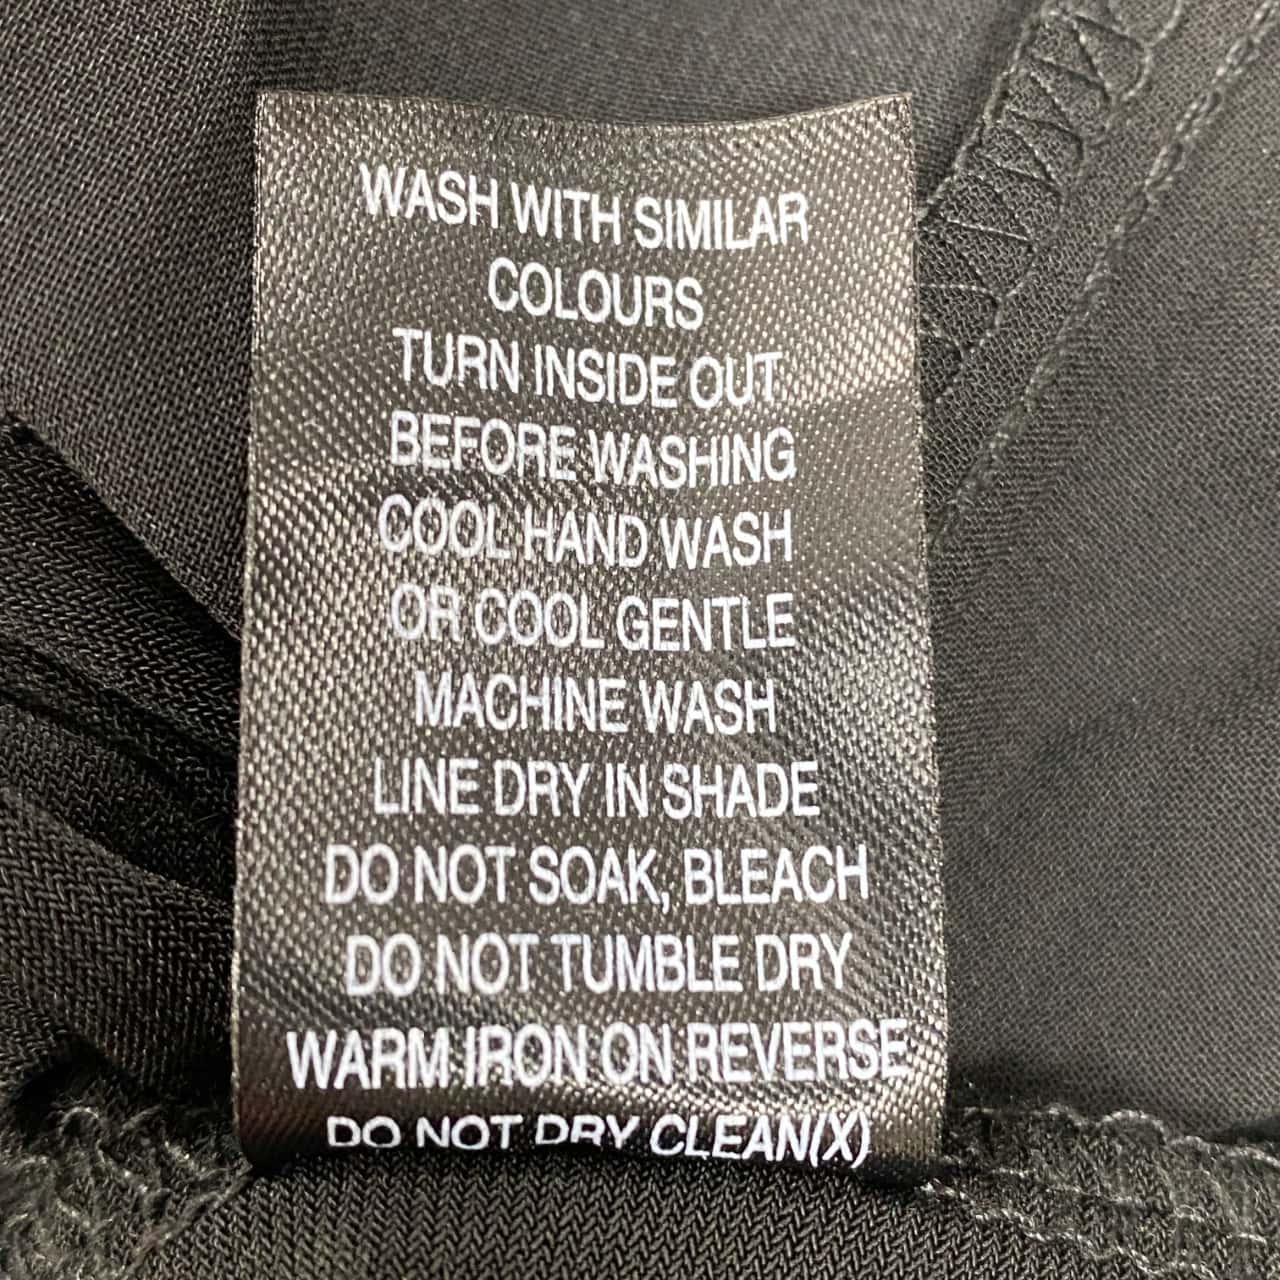 WASH WITH SIMILAR
COLOURS
TURN INSIDE OUT
BEFORE WASHING
COOL HAND WASH
OR COOL GENTLE
MACHINE WASH
LINE DRY IN SHADE
DO NOT SOAK, BLEACH
DO NOT TUMBLE DRY
WARM IRON ON REVERSE
DO NOT DRY CLEAN(X)